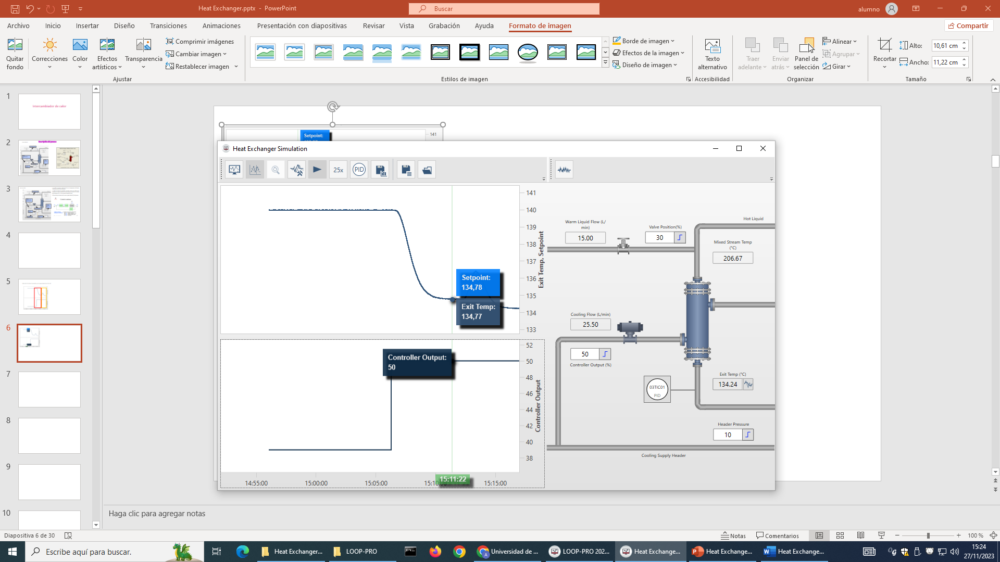 Heat Exchanger.pptx - PowerPoint
Buscar
alumno
Archivo Inicio Insertar Diseño Transiciones Animaciones Presentación con diapositivas Revisar Vista Grabación Ayuda Formato de imagen
Compartir
Quitar fondo
Correcciones
Color
Efectos artísticos
Transparencia
Comprimir imágenes
Cambiar imagen
Restablecer imagen
Ajustar
Estilos de imagen
Borde de imagen
Efectos de la imagen
Diseño de imagen
Texto alternativo
Accesibilidad
Traer adelante
Enviar atrás
Panel de selección
Alinear
Agrupar
Girar
Organizar
Recortar
Alto: 10,61 cm
Ancho: 11,22 cm
Tamaño
1
Intercambiador de calor
2
3
4
5
6
7
8
9
10
Setpoint:
141
Heat Exchanger Simulation
25x
PID
141
140
139
138
137
136
135
134
133
Exit Temp, Setpoint
Setpoint:
134,78
Exit Temp:
134,77
Controller Output:
50
52
50
48
46
44
42
40
38
Controller Output
14:55:00
15:00:00
15:05:00
15:11:22
15:15:00
Warm Liquid Flow (L/
min)
15.00
Valve Position(%)
30
Hot Liquid
Mixed Stream Temp
(°C)
206.67
Cooling Flow (L/min)
25.50
50
Controller Output (%)
03TIC01
PID
Exit Temp (°C)
134.24
Header Pressure
10
Cooling Supply Header
Haga clic para agregar notas
Diapositiva 6 de 30
Notas
Comentarios
100 %
Escribe aquí para buscar.
Heat Exchanger...
LOOP-PRO
Universidad de ...
LOOP-PRO 202...
Heat Exchange...
Heat Exchange...
Heat Exchange...
15:24
27/11/2023